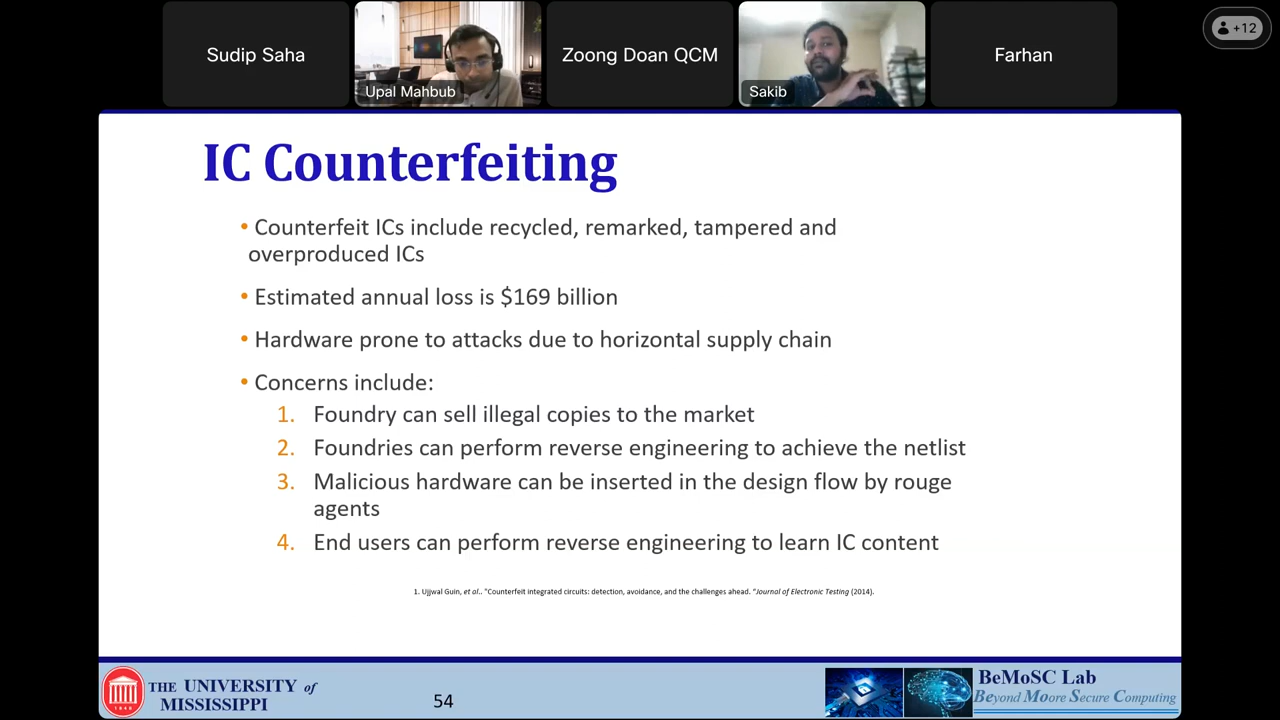 Sudip Saha
Upal Mahbub
Zoong Doan QCM
Sakib
Farhan
+12
IC Counterfeiting
• Counterfeit ICs include recycled, remarked, tampered and
overproduced ICs
• Estimated annual loss is $169 billion
• Hardware prone to attacks due to horizontal supply chain
• Concerns include:
1. Foundry can sell illegal copies to the market
2. Foundries can perform reverse engineering to achieve the netlist
3. Malicious hardware can be inserted in the design flow by rouge
agents
4. End users can perform reverse engineering to learn IC content
1. Ujjwal Guin, et al.. "Counterfeit integrated circuits: detection, avoidance, and the challenges ahead. "Journal of Electronic Testing (2014).
THE UNIVERSITY of
MISSISSIPPI
1848
54
BeMoSC Lab
Beyond Moore Secure Computing